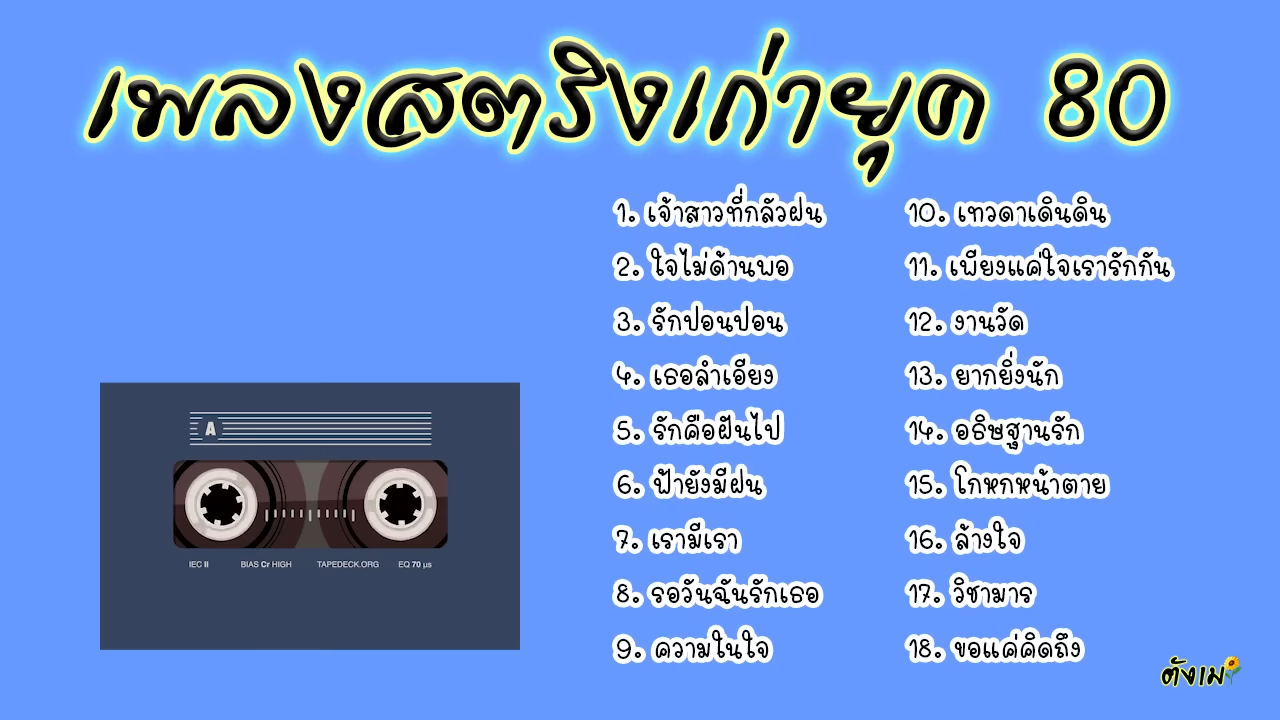 เพลงสตริงเก่ายุค 80
1. เจ้าสาวที่กลัวฝน
2. ใจไม่ด้านพอ
3. รักปอนปอน
4. เธอลำเอียง
5. รักคือฝันไป
6. ฟ้ายังมีฝน
7. เรามีเรา
8. รอวันฉันรักเธอ
9. ความในใจ
10. เทวดาเดินดิน
11. เพียงแค่ใจเรารักกัน
12. งานวัด
13. ยากยิ่งนัก
14. อธิษฐานรัก
15. โกหกหน้าตาย
16. ล้างใจ
17. วิชามาร
18. ขอแค่คิดถึง
A
IEC II BIAS Cr HIGH TAPEDECK.ORG EQ 70 µs
ตังเม